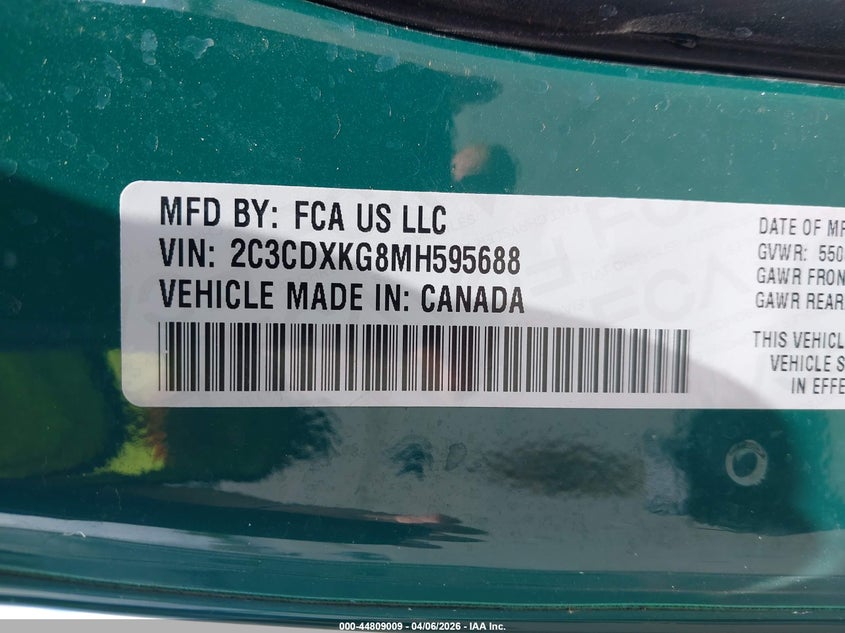 MFD BY: FCA US LLC
VIN: 2C3CDXKG8MH595688
VEHICLE MADE IN: CANADA
DATE OF
GVWR:
GAWR FRON
GAWR REAR
THIS VEHICL
VEHICLE
IN EFFE
000-44809009 - 04/06/2026 - IAA Inc.